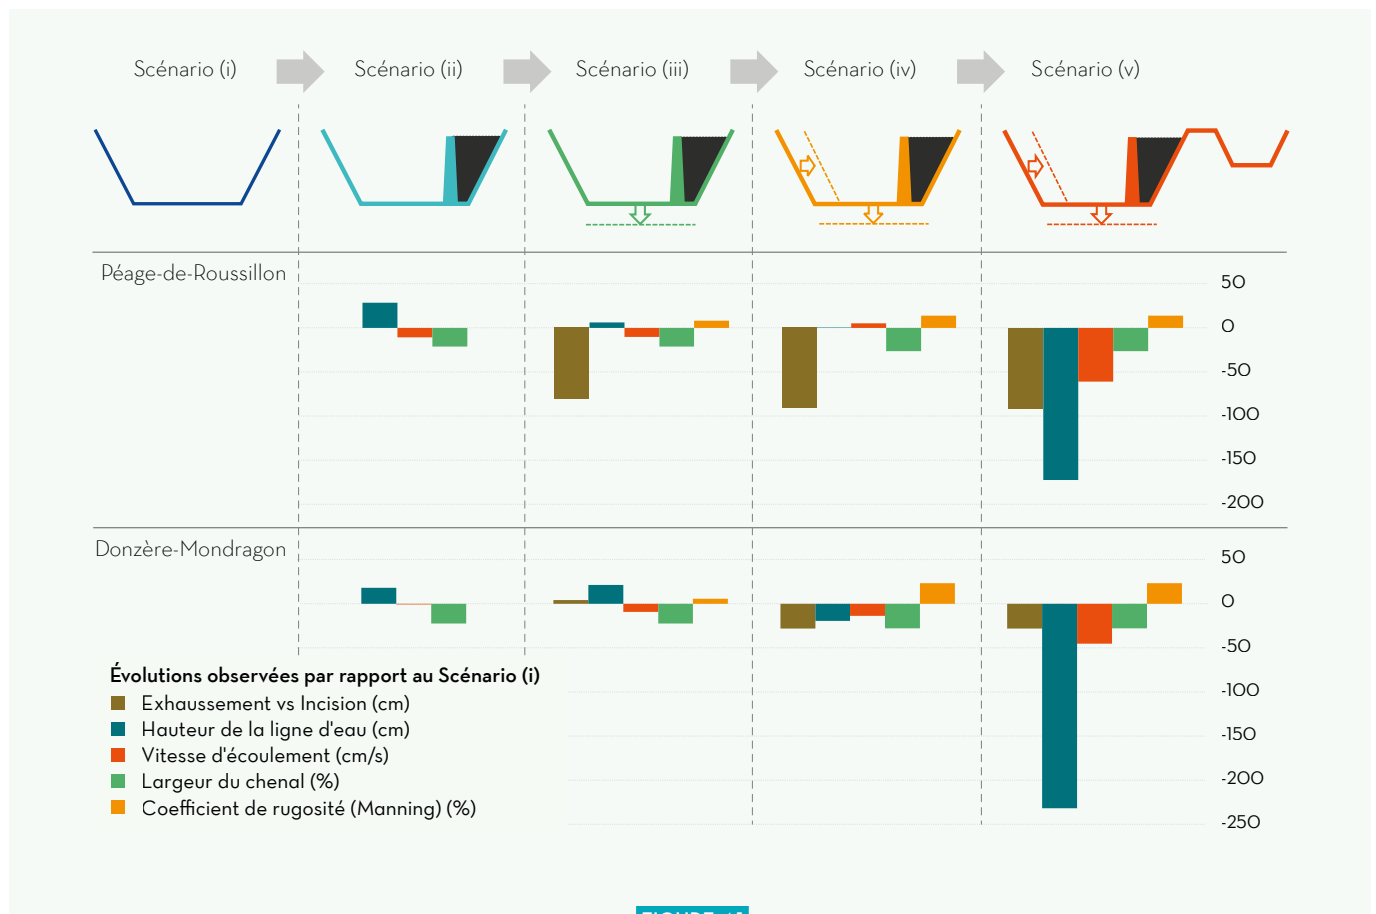 Scénario (i)
Scénario (ii)
Scénario (iii)
Scénario (iv)
Scénario (v)
Péage-de-Roussillon
50
0
-50
-100
-150
-200
Donzère-Mondragon
50
0
-50
-100
-150
-200
-250
Évolutions observées par rapport au Scénario (i)
Exhaussement vs Incision (cm)
Hauteur de la ligne d'eau (cm)
Vitesse d'écoulement (cm/s)
Largeur du chenal (%)
Coefficient de rugosité (Manning) (%)
FIGURE